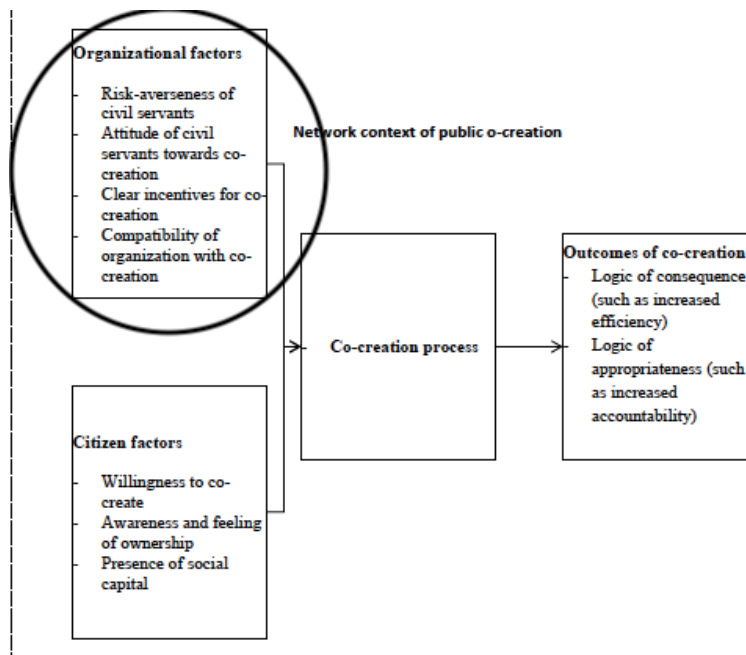 Organizational factors
- Risk-averseness of
civil servants
- Attitude of civil
servants towards co-
creation
- Clear incentives for co-
creation
- Compatibility of
organization with co-
creation
Network context of public o-creation
Citizen factors
- Willingness to co-
create
- Awareness and feeling
of ownership
- Presence of social
capital
- Co-creation process
Outcomes of co-creation
- Logic of consequence
(such as increased
efficiency)
- Logic of
appropriateness (such
as increased
accountability)